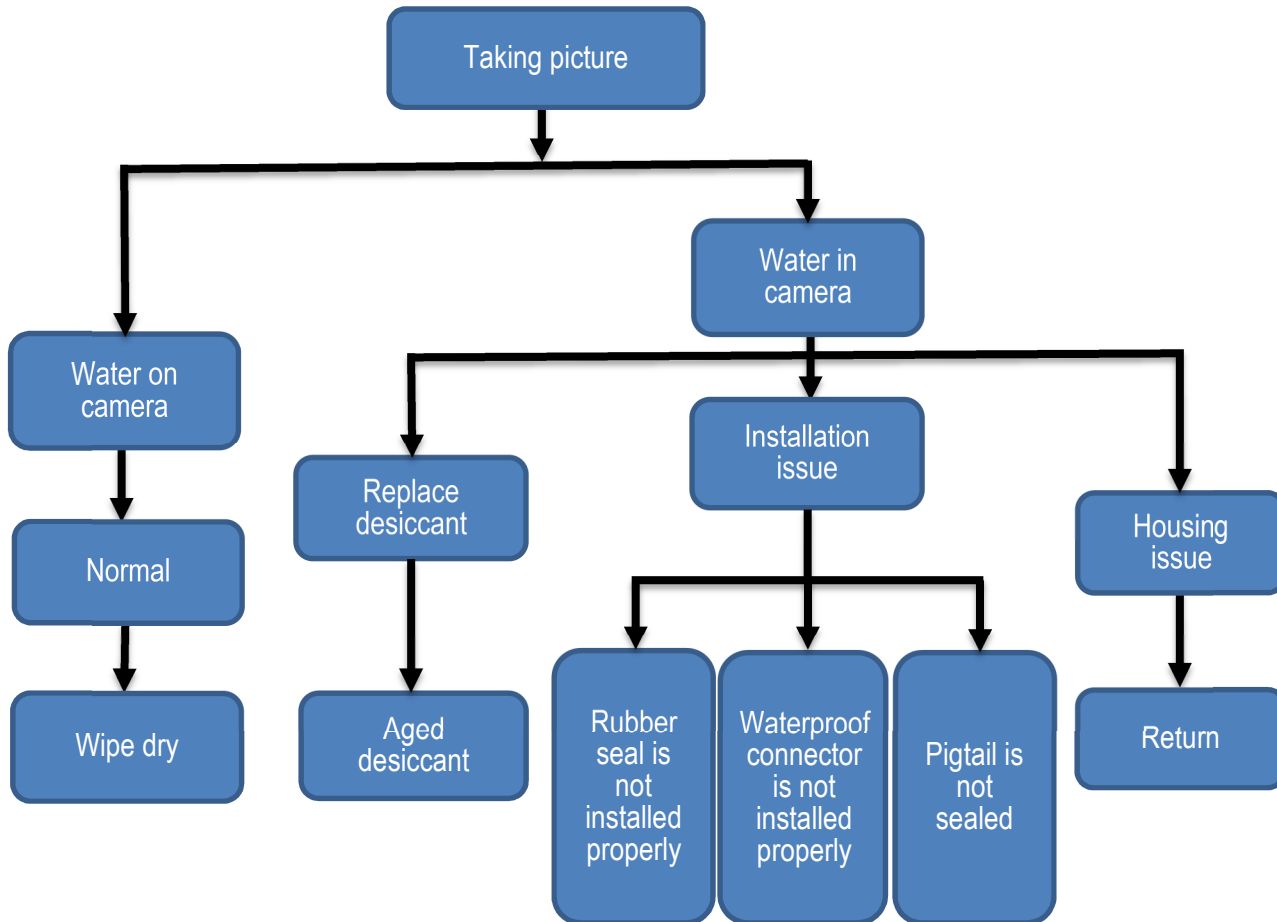 Taking picture
Water in
camera
Water on
camera
Installation
issue
Replace
desiccant
Housing
issue
Normal
Rubber
seal is
not
installed
properly
Waterproof
connector
is not
installed
properly
Pigtail is
not
sealed
Return
Wipe dry
Aged
desiccant